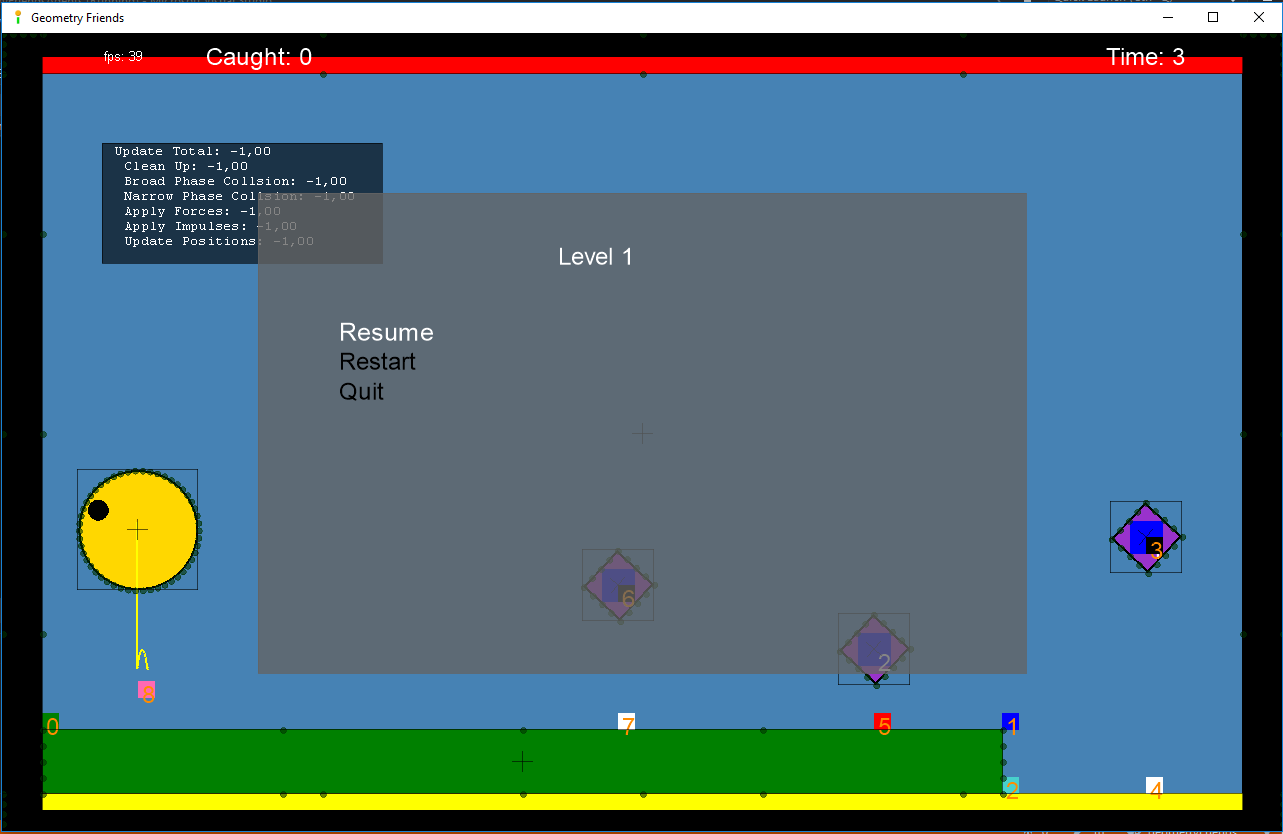 Geometry Friends
fps: 39
Caught: 0
Time: 3
Update Total: -1,00
Clean Up: -1,00
Broad Phase Collsion: -1,00
Narrow Phase Collsion: -1,00
Apply Forces: -1,00
Apply Impulses: -1,00
Update Positions: -1,00
Level 1
Resume
Restart
Quit
3
6
2
8
0
7
5
1
2
4